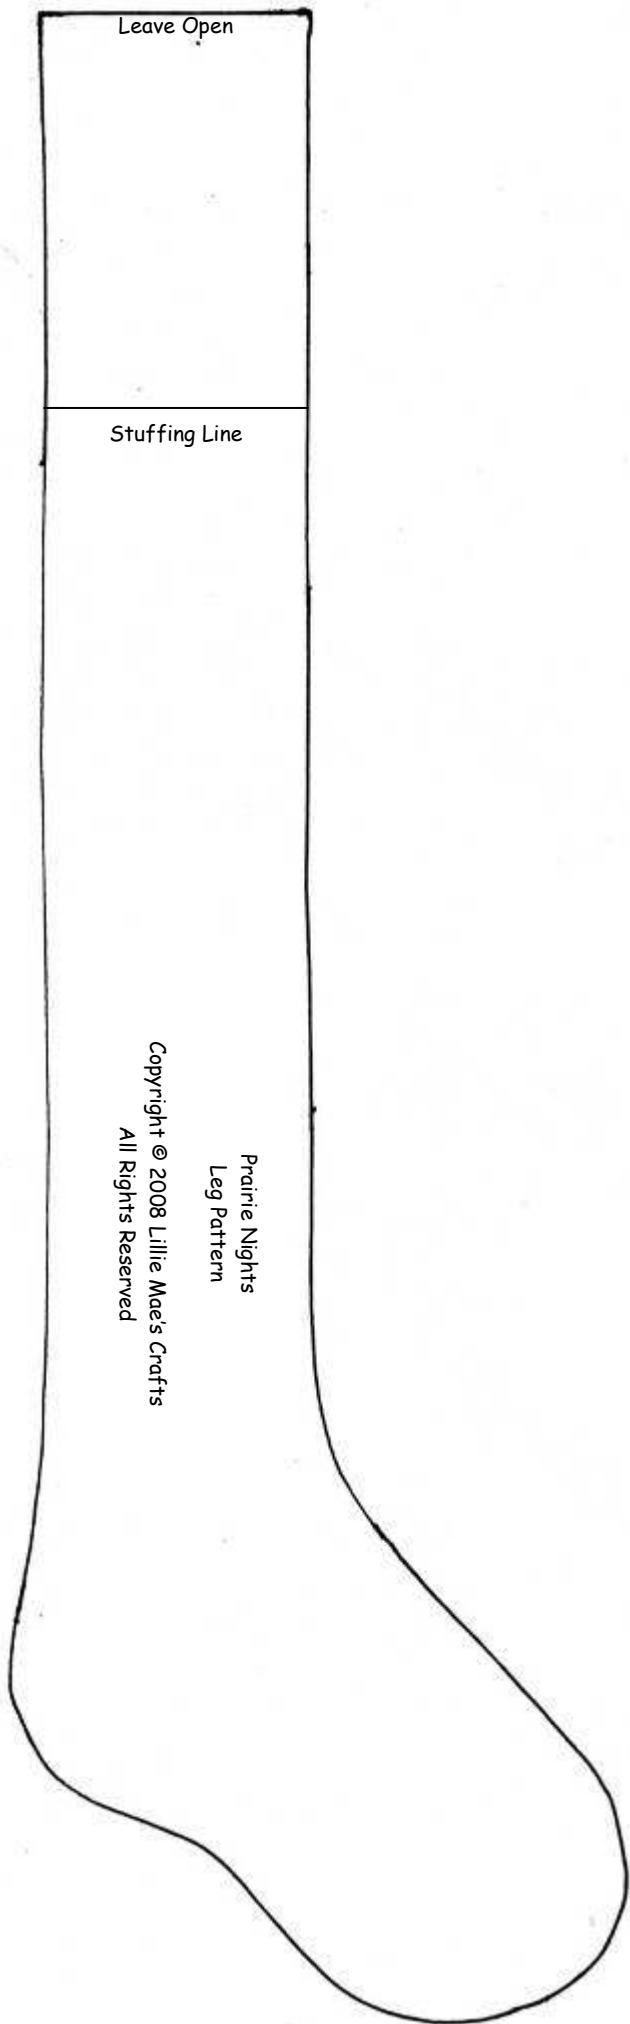 Leave Open
Stuffing Line
Prairie Nights
Leg Pattern
Copyright © 2008 Lillie Mae's Crafts
All Rights Reserved